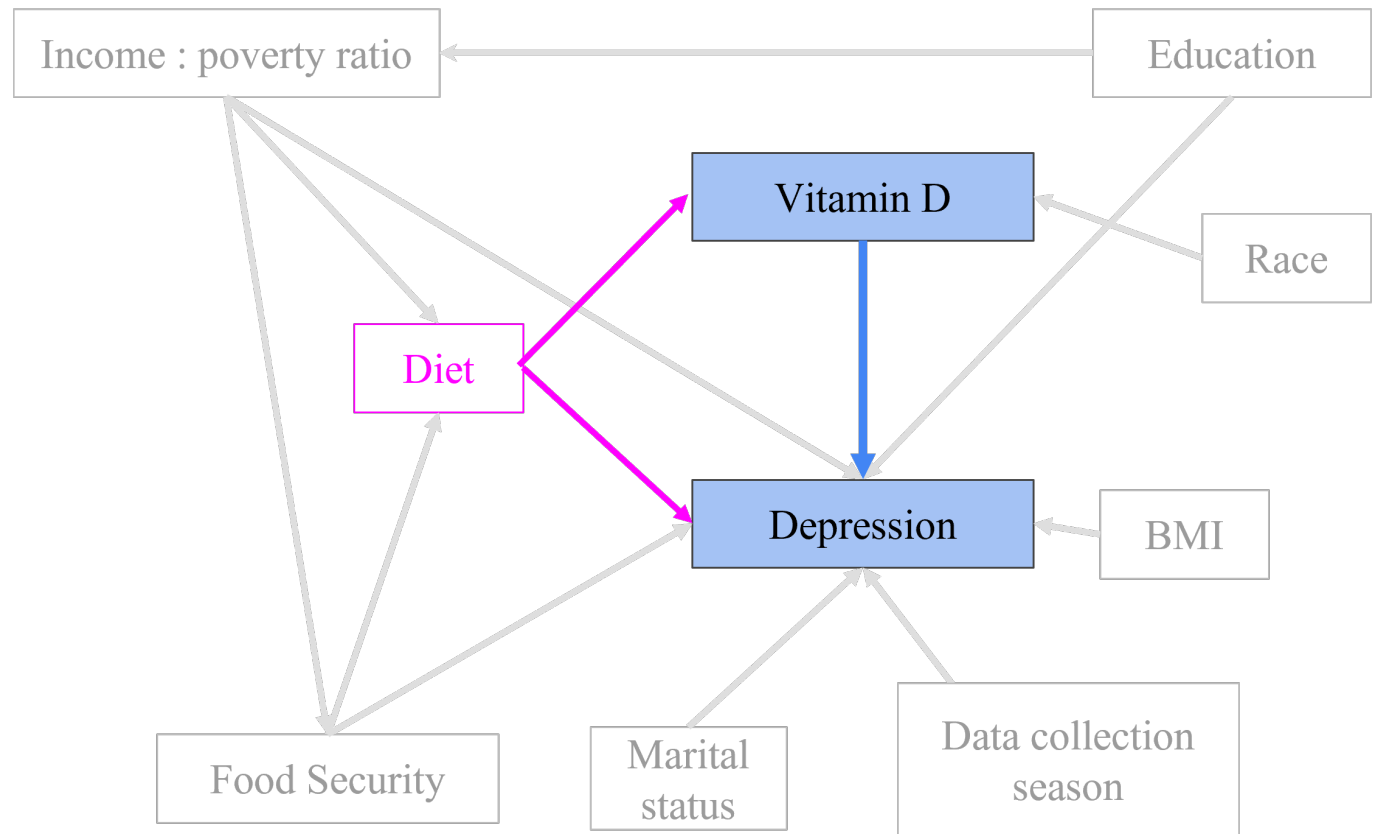 Income : poverty ratio
Education
Vitamin D
Race
Diet
Depression
BMI
Food Security
Marital
status
Data collection
season